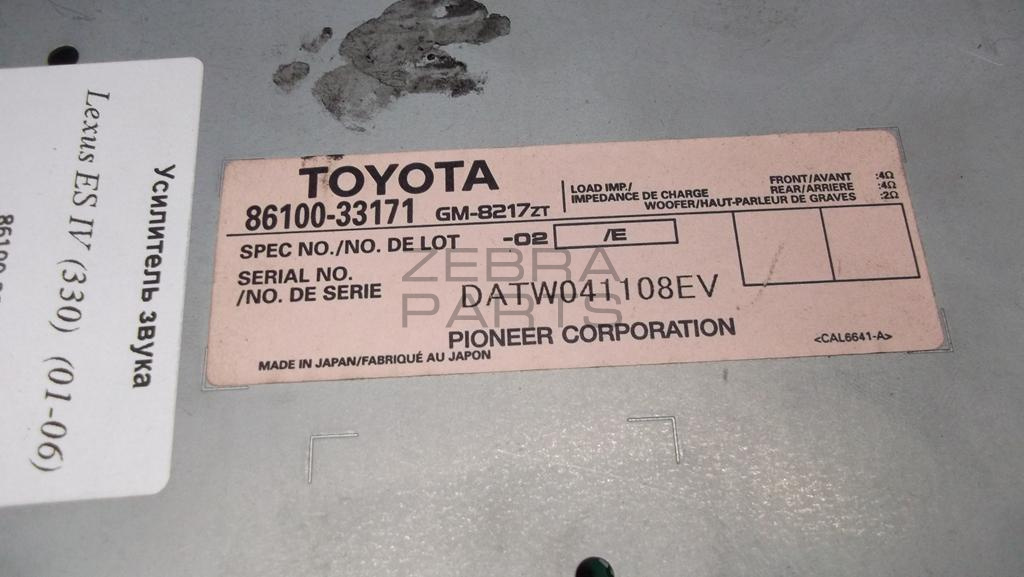 Усилитель звука
Lexus ES IV (330) (01-06)
TOYOTA
86100-33171 GM-8217ZT
LOAD IMP./
IMPEDANCE DE CHARGE
FRONT/AVANT :4Ω
REAR/ARRIERE :4Ω
WOOFER/HAUT-PARLEUR DE GRAVES :2Ω
SPEC NO./NO. DE LOT -02 /E
SERIAL NO.
/NO. DE SERIE DATW041108EV
ZEBRA
PARTS
PIONEER CORPORATION
MADE IN JAPAN/FABRIQUÉ AU JAPON
<CAL6641-A>